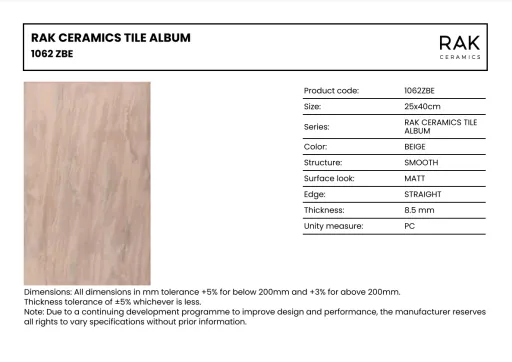 RAK CERAMICS TILE ALBUM
1062 ZBE
RAK
CERAMICS
Product code: 1062ZBE
Size: 25x40cm
Series: RAK CERAMICS TILE
ALBUM
Color: BEIGE
Structure: SMOOTH
Surface look: MATT
Edge: STRAIGHT
Thickness: 8.5 mm
Unity measure: PC
Dimensions: All dimensions in mm tolerance +5% for below 200mm and +3% for above 200mm.
Thickness tolerance of ±5% whichever is less.
Note: Due to a continuing development programme to improve design and performance, the manufacturer reserves
all rights to vary specifications without prior information.